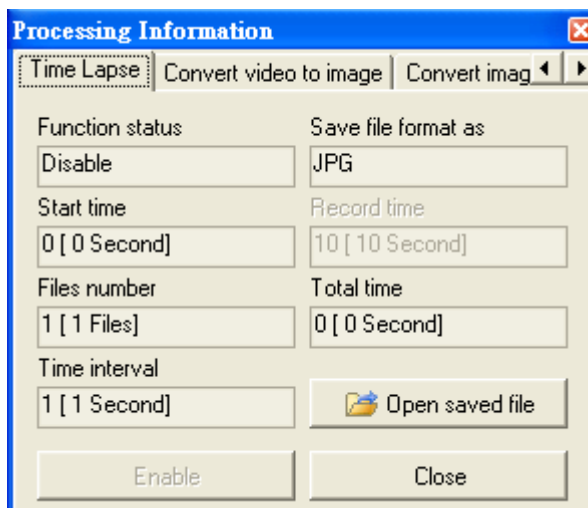 Processing Information
Time Lapse Convert video to image Convert imag
Function status Save file format as
Disable JPG
Start time Record time
0 [ 0 Second] 10 [ 10 Second]
Files number Total time
1 [ 1 Files] 0 [ 0 Second]
Time interval
1 [ 1 Second] Open saved file
Enable Close